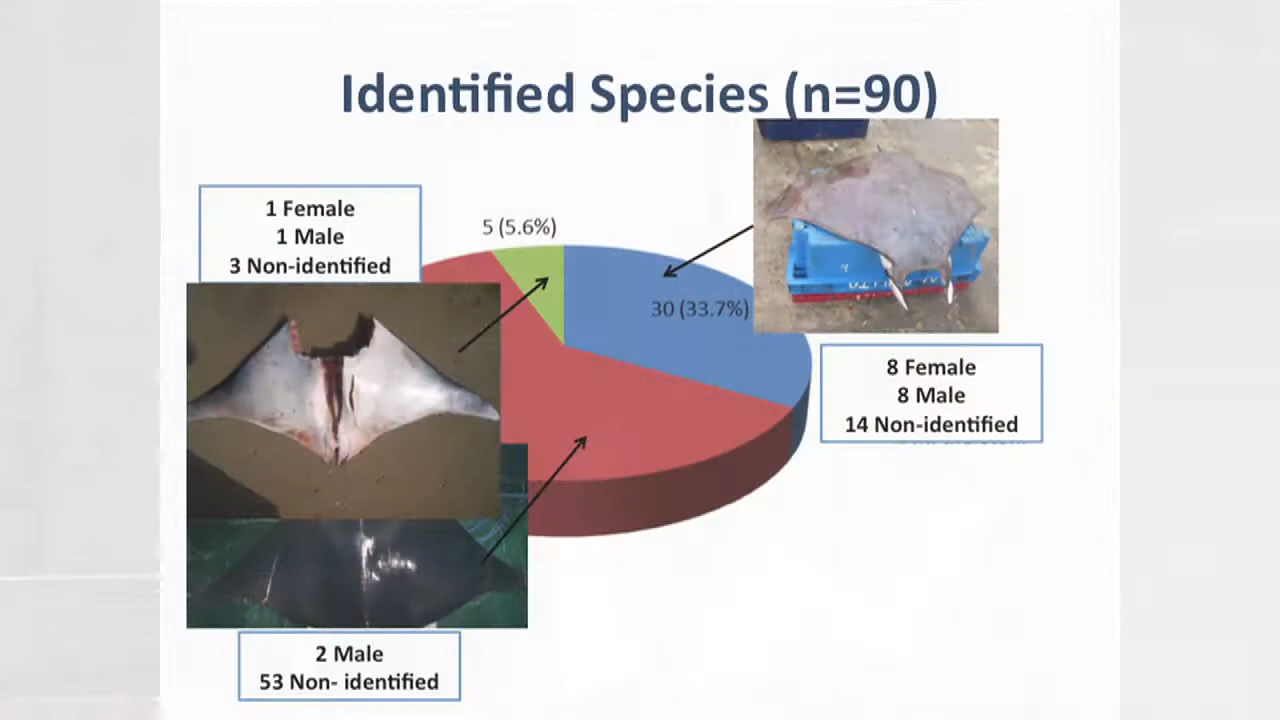 Identified Species (n=90)
1 Female
1 Male
3 Non-identified
5 (5.6%)
30 (33.7%)
8 Female
8 Male
14 Non-identified
2 Male
53 Non- identified